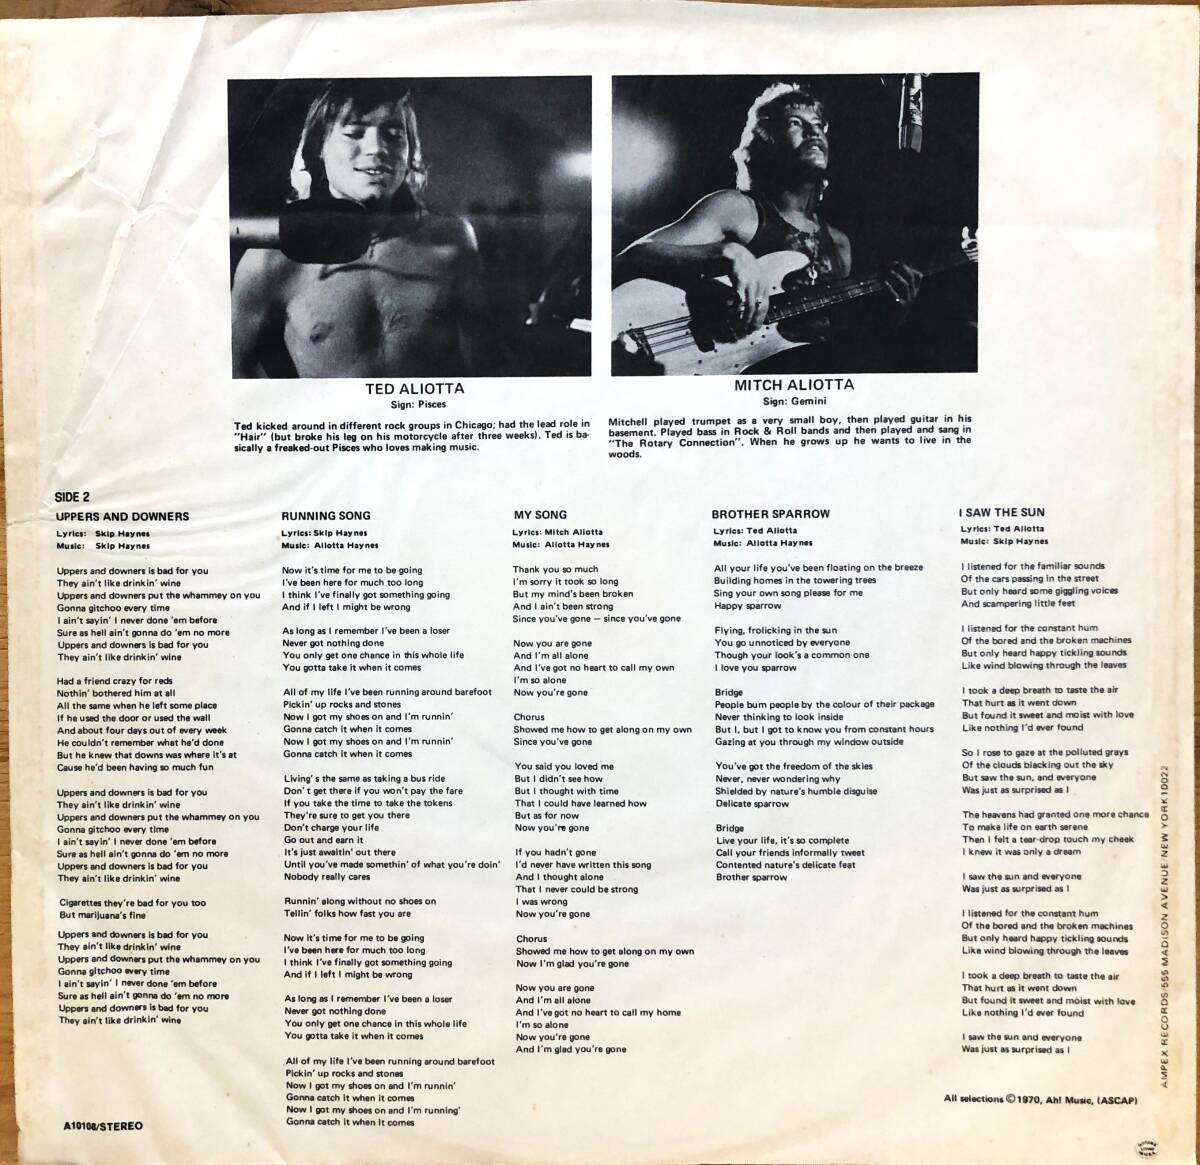 TED ALIOTTA
Sign: Pisces
Ted kicked around in different rock groups in Chicago; had the lead role in
"Hair" (but broke his leg on his motorcycle after three weeks). Ted is ba-
sically a freaked-out Pisces who loves making music.
MITCH ALIOTTA
Sign: Gemini
Mitchell played trumpet as a very small boy, then played guitar in his
basement. Played bass in Rock & Roll bands and then played and sang in
"The Rotary Connection". When he grows up he wants to live in the
woods.
SIDE 2
UPPERS AND DOWNERS
Lyrics: Skip Haynes
Music: Skip Haynes
Uppers and downers is bad for you
They ain't like drinkin' wine
Uppers and downers put the whammey on you
Gonna gitchoo every time
I ain't sayin' I never done 'em before
Sure as hell ain't gonna do 'em no more
Uppers and downers is bad for you
They ain't like drinkin' wine
Had a friend crazy for reds
Nothin' bothered him at all
All the same when he left some place
If he used the door or used the wall
And about four days out of every week
He couldn't remember what he'd done
But he knew that downs was where it's at
Cause he'd been having so much fun
Uppers and downers is bad for you
They ain't like drinkin' wine
Uppers and downers put the whammey on you
Gonna gitchoo every time
I ain't sayin' I never done 'em before
Sure as hell ain't gonna do 'em no more
Uppers and downers is bad for you
They ain't like drinkin' wine
Cigarettes they're bad for you too
But marijuana's fine
Uppers and downers is bad for you
They ain't like drinkin' wine
Uppers and downers put the whammey on you
Gonna gitchoo every time
I ain't sayin' I never done 'em before
Sure as hell ain't gonna do 'em no more
Uppers and downers is bad for you
They ain't like drinkin' wine
RUNNING SONG
Lyrics: Skip Haynes
Music: Aliotta Haynes
Now it's time for me to be going
I've been here for much too long
I think I've finally got something going
And if I left I might be wrong
As long as I remember I've been a loser
Never got nothing done
You only get one chance in this whole life
You gotta take it when it comes
All of my life I've been running around barefoot
Pickin' up rocks and stones
Now I got my shoes on and I'm runnin'
Gonna catch it when it comes
Now I got my shoes on and I'm runnin'
Gonna catch it when it comes
Living's the same as taking a bus ride
Don't get there if you won't pay the fare
If you take the time to take the tokens
They're sure to get you there
Don't charge your life
Go out and earn it
It's just awaitin' out there
Until you've made somethin' of what you're doin'
Nobody really cares
Runnin' along without no shoes on
Tellin' folks how fast you are
Now it's time for me to be going
I've been here for much too long
I think I've finally got something going
And if I left I might be wrong
As long as I remember I've been a loser
Never got nothing done
You only get one chance in this whole life
You gotta take it when it comes
All of my life I've been running around barefoot
Pickin' up rocks and stones
Now I got my shoes on and I'm runnin'
Gonna catch it when it comes
Now I got my shoes on and I'm running'
Gonna catch it when it comes
MY SONG
Lyrics: Mitch Aliotta
Music: Aliotta Haynes
Thank you so much
I'm sorry it took so long
But my mind's been broken
And I ain't been strong
Since you've gone — since you've gone
Now you are gone
And I'm all alone
And I've got no heart to call my own
I'm so alone
Now you're gone
Chorus
Showed me how to get along on my own
Since you've gone
You said you loved me
But I didn't see how
But I thought with time
That I could have learned how
But as for now
Now you're gone
If you hadn't gone
I'd never have written this song
And I thought alone
That I never could be strong
I was wrong
Now you're gone
Chorus
Showed me how to get along on my own
Now I'm glad you're gone
Now you are gone
And I'm all alone
And I've got no heart to call my home
I'm so alone
Now you're gone
And I'm glad you're gone
BROTHER SPARROW
Lyrics: Ted Aliotta
Music: Aliotta Haynes
All your life you've been floating on the breeze
Building homes in the towering trees
Sing your own song please for me
Happy sparrow
Flying, frolicking in the sun
You go unnoticed by everyone
Though your look's a common one
I love you sparrow
Bridge
People bum people by the colour of their package
Never thinking to look inside
But I, but I got to know you from constant hours
Gazing at you through my window outside
You've got the freedom of the skies
Never, never wondering why
Shielded by nature's humble disguise
Delicate sparrow
Bridge
Live your life, it's so complete
Call your friends informally tweet
Contented nature's delicate feat
Brother sparrow
I SAW THE SUN
Lyrics: Ted Aliotta
Music: Skip Haynes
I listened for the familiar sounds
Of the cars passing in the street
But only heard some giggling voices
And scampering little feet
I listened for the constant hum
Of the bored and the broken machines
But only heard happy tickling sounds
Like wind blowing through the leaves
I took a deep breath to taste the air
That hurt as it went down
But found it sweet and moist with love
Like nothing I'd ever found
So I rose to gaze at the polluted grays
Of the clouds blacking out the sky
But saw the sun, and everyone
Was just as surprised as I
The heavens had granted one more chance
To make life on earth serene
Then I felt a tear-drop touch my cheek
I knew it was only a dream
I saw the sun and everyone
Was just as surprised as I
I listened for the constant hum
Of the bored and the broken machines
But only heard happy tickling sounds
Like wind blowing through the leaves
I took a deep breath to taste the air
That hurt as it went down
But found it sweet and moist with love
Like nothing I'd ever found
I saw the sun and everyone
Was just as surprised as I
AMPEX RECORDS/555 MADISON AVENUE/NEW YORK 10022
All selections ©1970, Ah! Music, (ASCAP)
A10108/STEREO